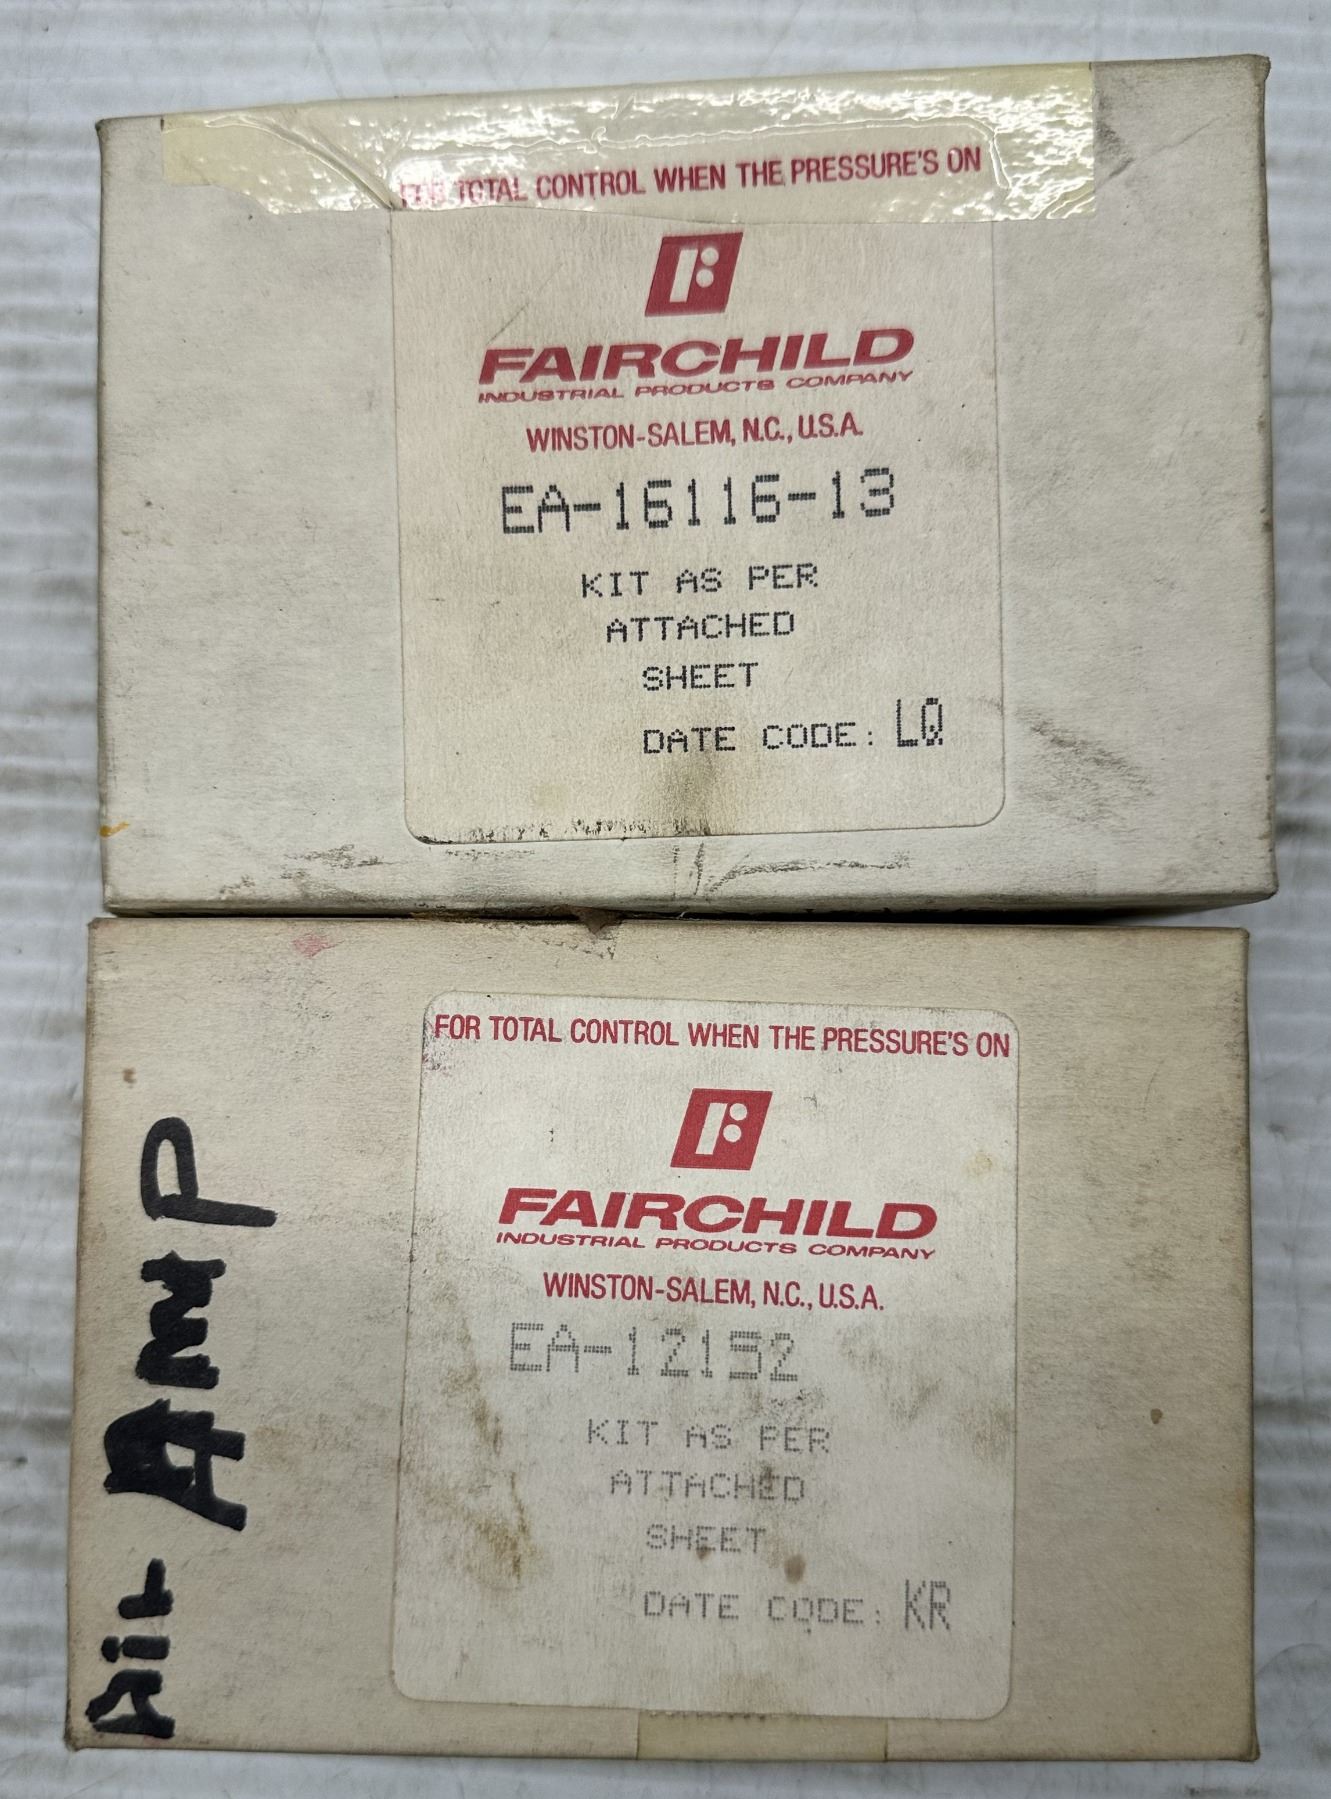 FOR TOTAL CONTROL WHEN THE PRESSURE'S ON
FAIRCHILD
INDUSTRIAL PRODUCTS COMPANY
WINSTON-SALEM, N.C., U.S.A.
EA-16116-13
KIT AS PER
ATTACHED
SHEET
DATE CODE: LQ
FOR TOTAL CONTROL WHEN THE PRESSURE'S ON
FAIRCHILD
INDUSTRIAL PRODUCTS COMPANY
WINSTON-SALEM, N.C., U.S.A.
EA-12152
KIT AS PER
ATTACHED
SHEET
DATE CODE: KR
AiL AMP